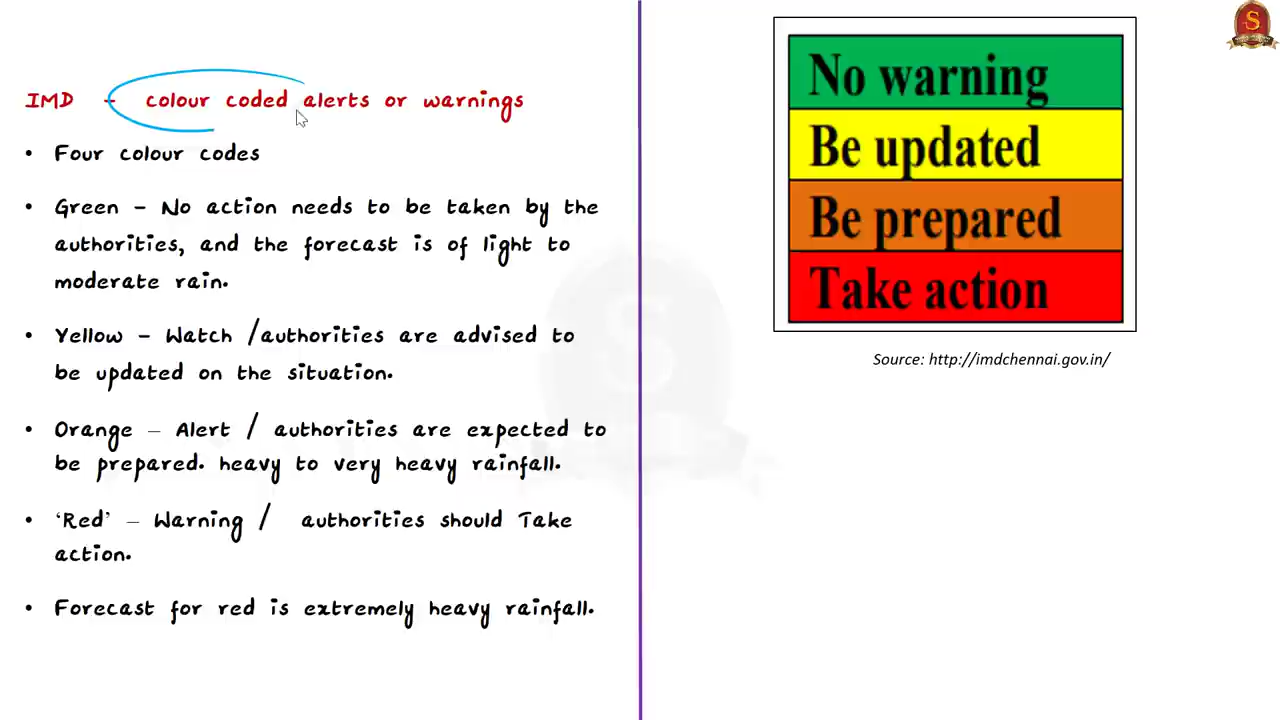 IMD - colour coded alerts or warnings
• Four colour codes
• Green - No action needs to be taken by the
authorities, and the forecast is of light to
moderate rain.
• Yellow - Watch /authorities are advised to
be updated on the situation.
• Orange – Alert / authorities are expected to
be prepared. heavy to very heavy rainfall.
• ‘Red’ – Warning / authorities should Take
action.
• Forecast for red is extremely heavy rainfall.
No warning
Be updated
Be prepared
Take action
Source: http://imdchennai.gov.in/
S